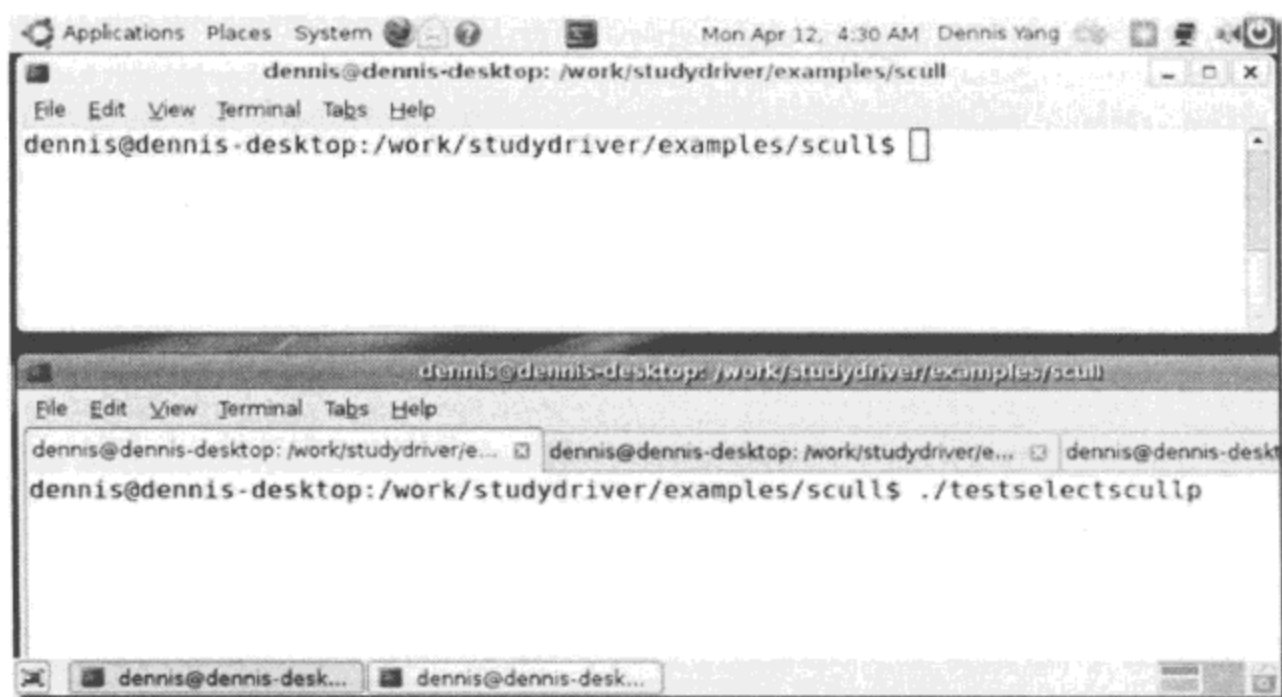 Applications Places System Mon Apr 12, 4:30 AM Dennis Yang
dennis@dennis-desktop: /work/studydriver/examples/scull
File Edit View Terminal Tabs Help
dennis@dennis-desktop:/work/studydriver/examples/scull$
dennis@dennis-desktop: /work/studydriver/examples/scull
File Edit View Terminal Tabs Help
dennis@dennis-desktop: /work/studydriver/e... dennis@dennis-desktop: /work/studydriver/e... dennis@dennis-deskt
dennis@dennis-desktop:/work/studydriver/examples/scull$ ./testselectscullp
dennis@dennis-desk... dennis@dennis-desk...